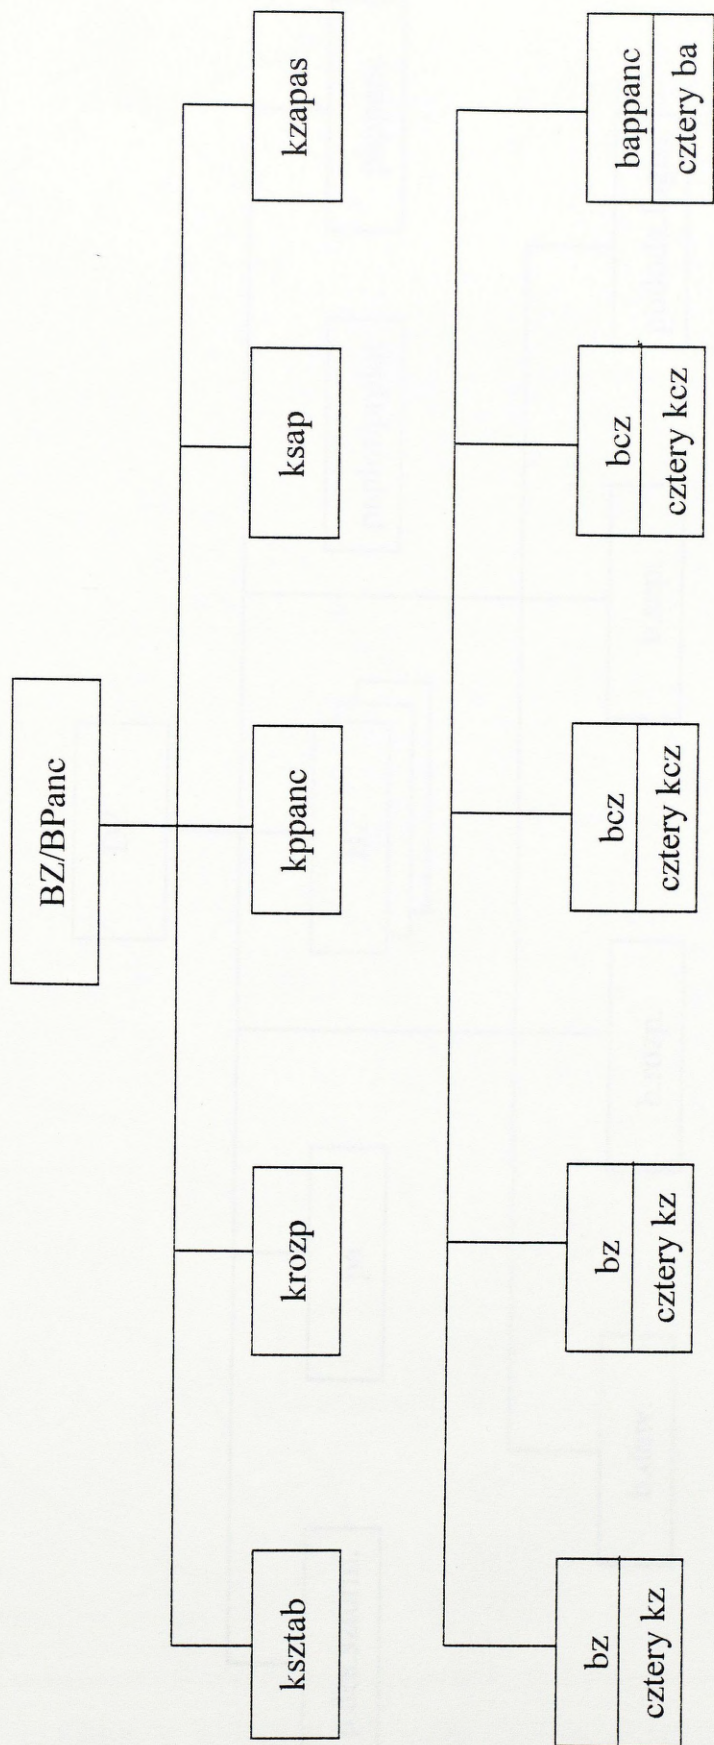 BZ/BPanc
ksztab
krozp
kppanc
ksap
kzapas
bz
cztery kz
bz
cztery kz
bcz
cztery kcz
bcz
cztery kcz
bappanc
cztery ba